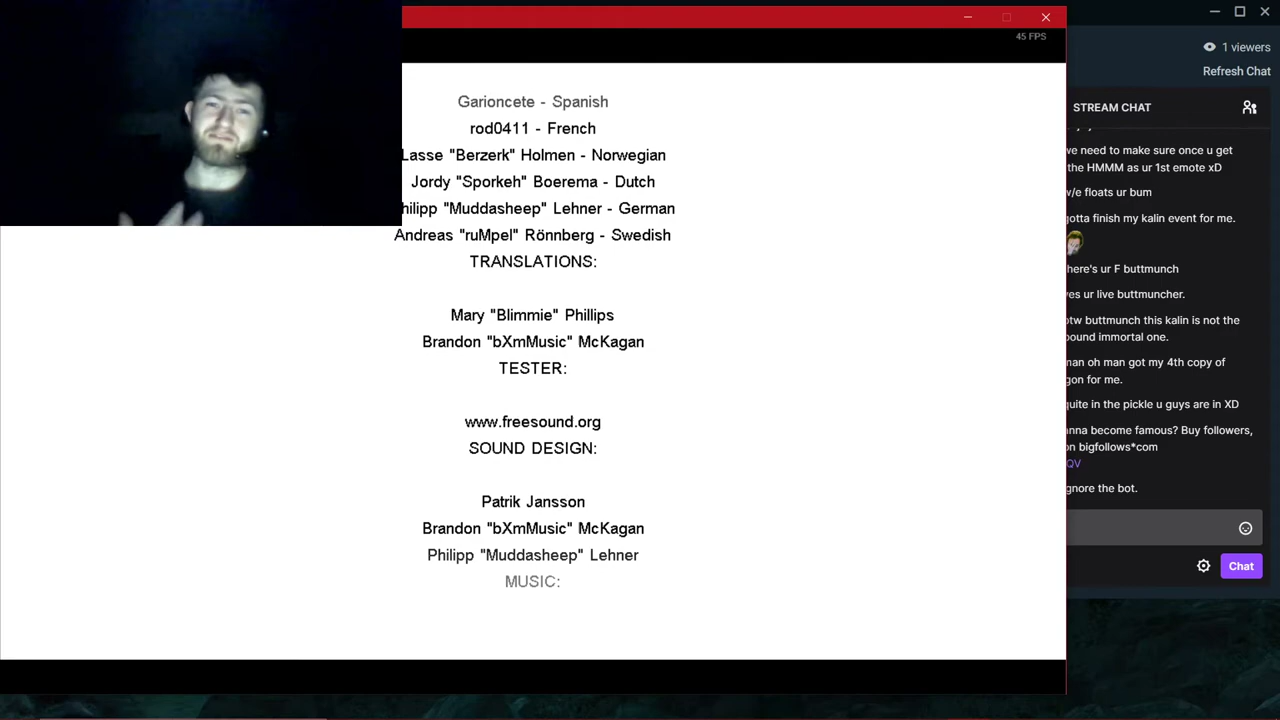 45 FPS
Garioncete - Spanish
rod0411 - French
Lasse "Berzerk" Holmen - Norwegian
Jordy "Sporkeh" Boerema - Dutch
hilipp "Muddasheep" Lehner - German
Andreas "ruMpel" Rönnberg - Swedish
TRANSLATIONS:
Mary "Blimmie" Phillips
Brandon "bXmMusic" McKagan
TESTER:
www.freesound.org
SOUND DESIGN:
Patrik Jansson
Brandon "bXmMusic" McKagan
Philipp "Muddasheep" Lehner
MUSIC:
1 viewers
Refresh Chat
STREAM CHAT
we need to make sure once u get
the HMMM as ur 1st emote xD
w/e floats ur bum
gotta finish my kalin event for me.
here's ur F buttmunch
yes ur live buttmuncher.
btw buttmunch this kalin is not the
bound immortal one.
man oh man got my 4th copy of
gon for me.
quite in the pickle u guys are in XD
anna become famous? Buy followers,
on bigfollows*com
QV
gnore the bot.
Chat